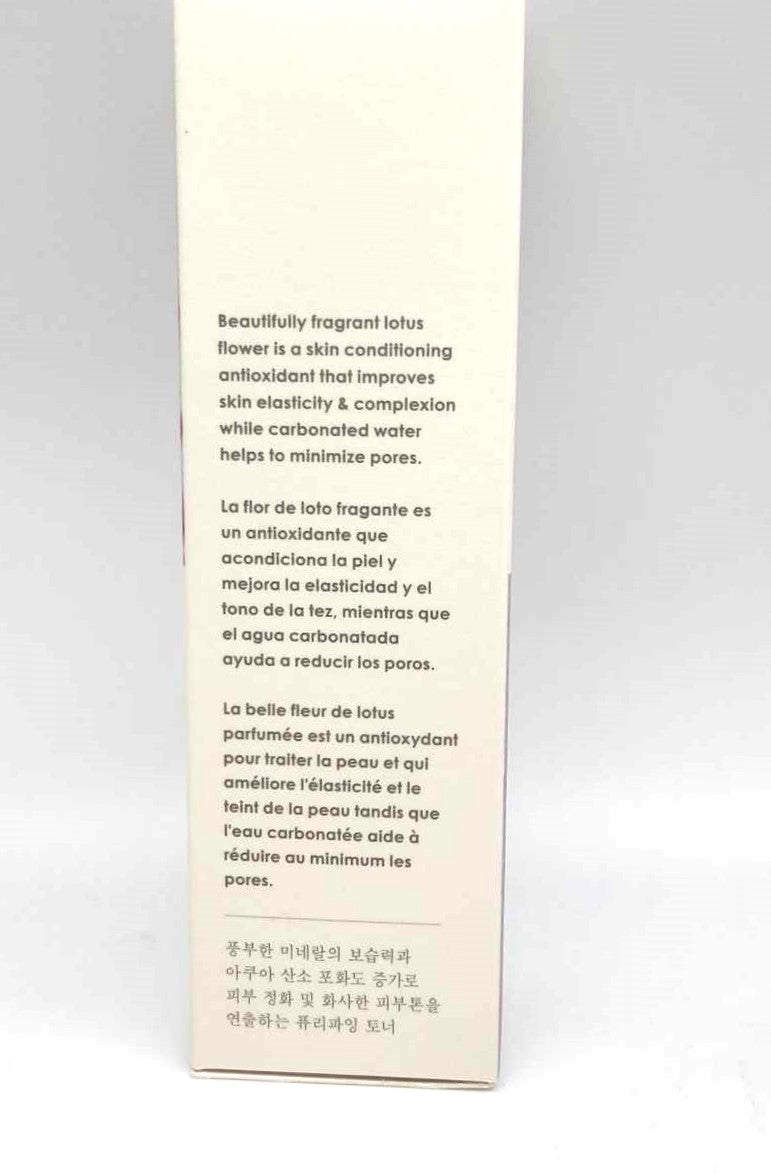 Beautifully fragrant lotus
flower is a skin conditioning
antioxidant that improves
skin elasticity & complexion
while carbonated water
helps to minimize pores.
La flor de loto fragante es
un antioxidante que
acondiciona la piel y
mejora la elasticidad y el
tono de la tez, mientras que
el agua carbonatada
ayuda a reducir los poros.
La belle fleur de lotus
parfumée est un antioxydant
pour traiter la peau et qui
améliore l'élasticité et le
teint de la peau tandis que
l'eau carbonatée aide à
réduire au minimum les
pores.
풍부한 미네랄의 보습력과
아쿠아 산소 포화도 증가로
피부 정화 및 화사한 피부톤을
연출하는 퓨리파잉 토너